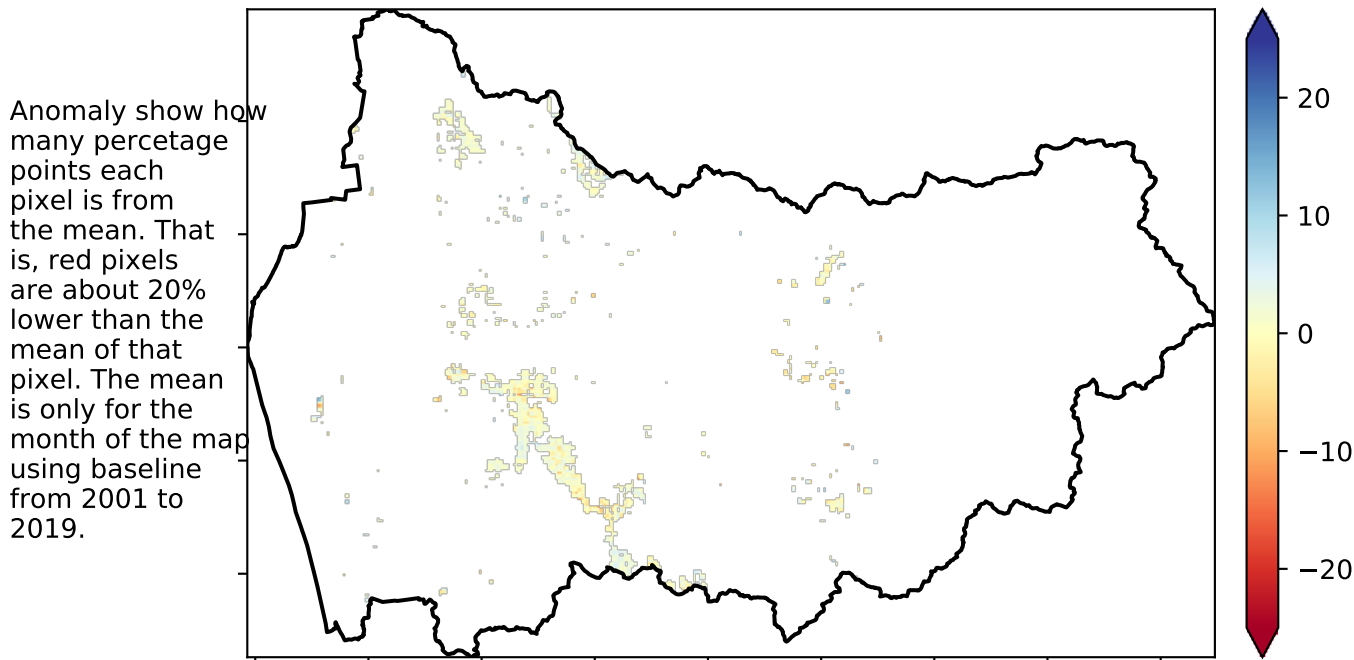 Anomaly show how
many percetage
points each
pixel is from
the mean. That
is, red pixels
are about 20%
lower than the
mean of that
pixel. The mean
is only for the
month of the map
using baseline
from 2001 to
2019.
20
10
0
−10
−20